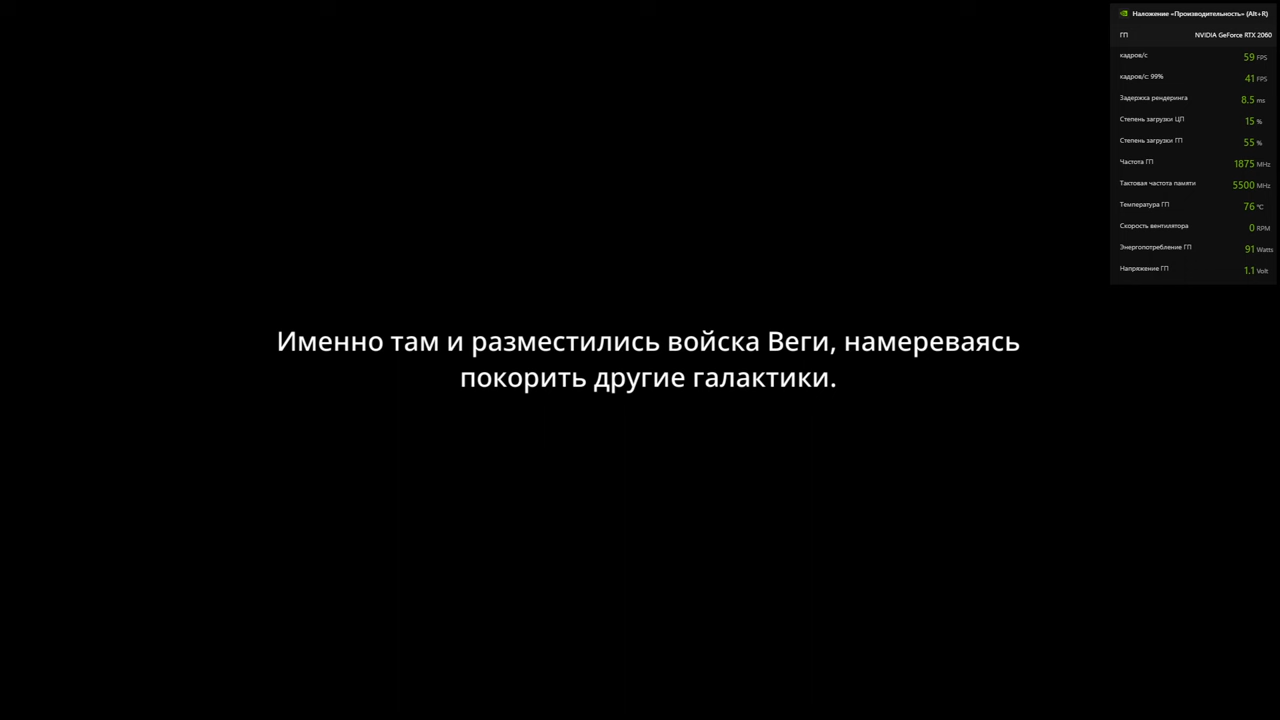 Наложение «Производительность» (Alt+R)
ГП NVIDIA GeForce RTX 2060
кадров/с 59 FPS
кадров/с: 99% 41 FPS
Задержка рендеринга 8.5 ms
Степень загрузки ЦП 15 %
Степень загрузки ГП 55 %
Частота ГП 1875 MHz
Тактовая частота памяти 5500 MHz
Температура ГП 76 °C
Скорость вентилятора 0 RPM
Энергопотребление ГП 91 Watts
Напряжение ГП 1.1 Volt
Именно там и разместились войска Веги, намереваясь
покорить другие галактики.